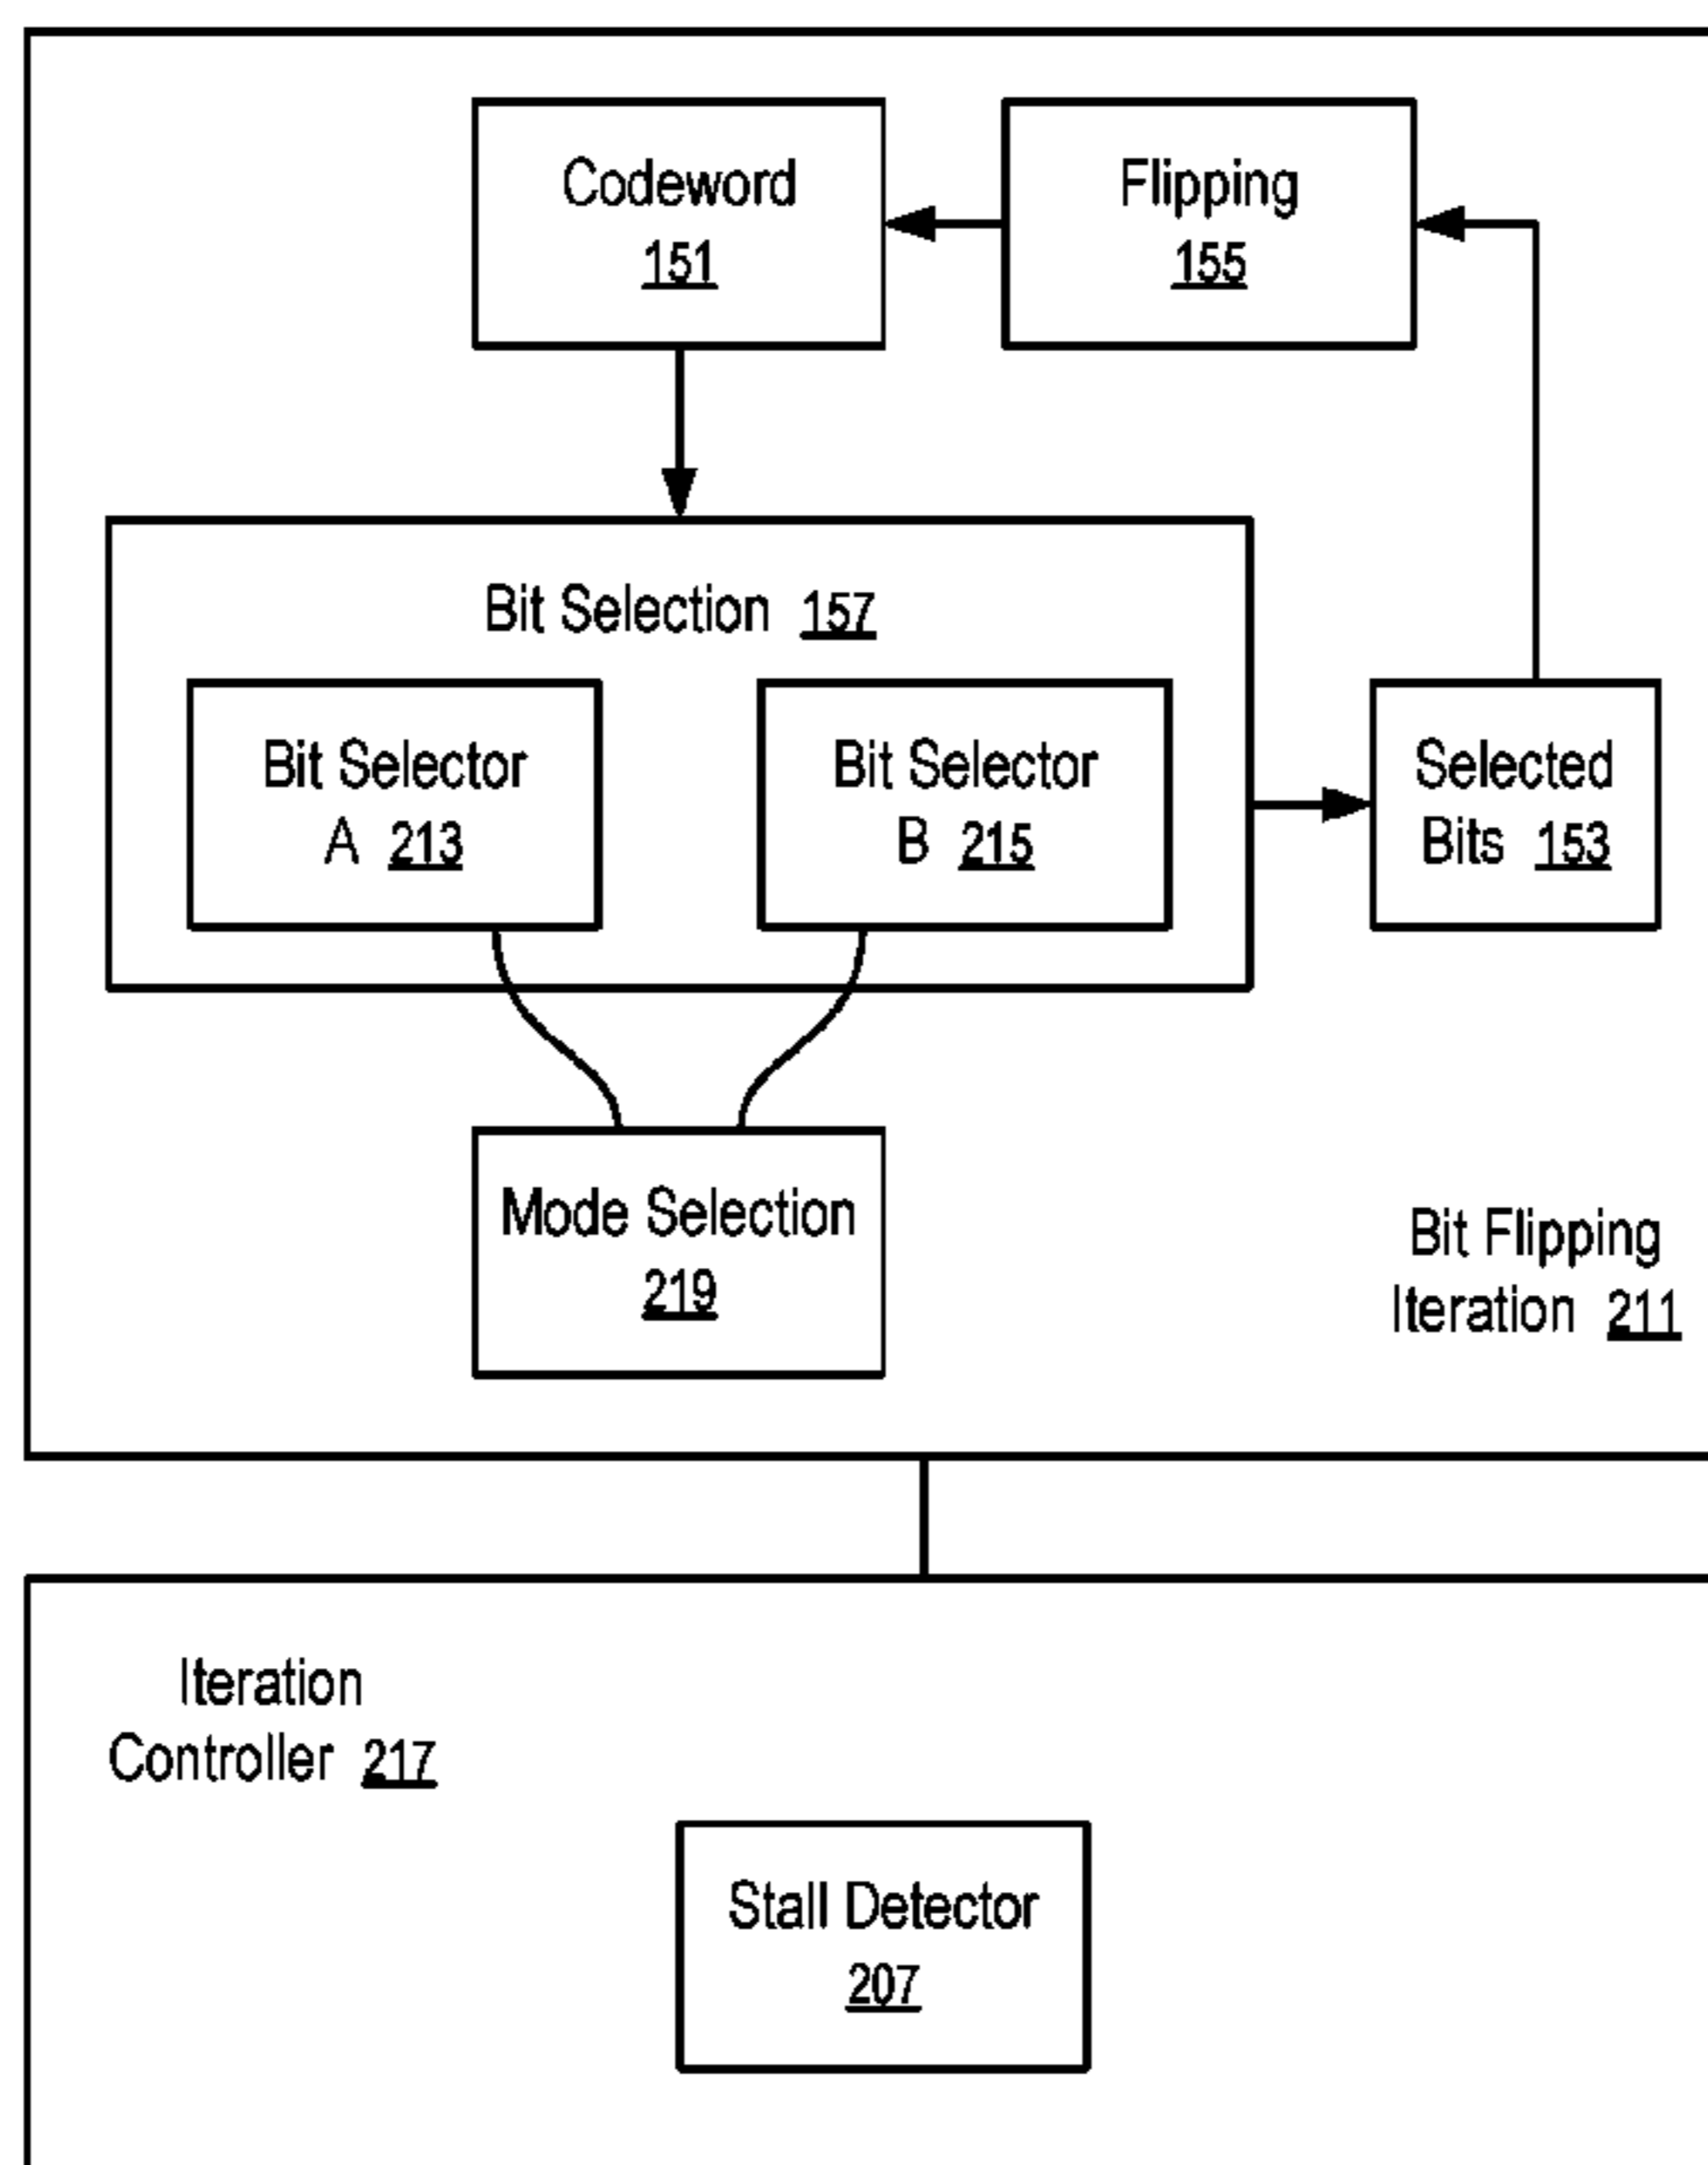 Codeword
151
Flipping
155
Bit Selection 157
Bit Selector
A 213
Bit Selector
B 215
Selected
Bits 153
Mode Selection
219
Bit Flipping
Iteration 211
Iteration
Controller 217
Stall Detector
207